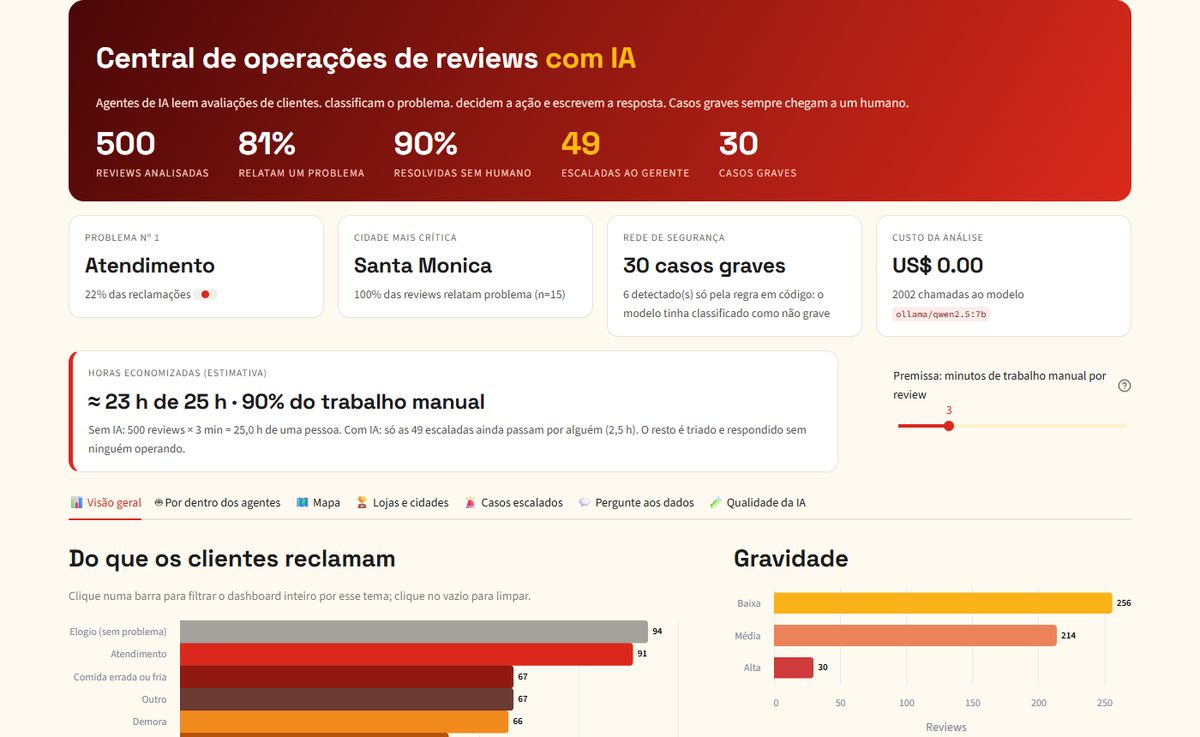 Central de operações de reviews com IA
Agentes de IA leem avaliações de clientes. classificam o problema. decidem a ação e escrevem a resposta. Casos graves sempre chegam a um humano.
500
REVIEWS ANALISADAS
81%
RELATAM UM PROBLEMA
90%
RESOLVIDAS SEM HUMANO
49
ESCALADAS AO GERENTE
30
CASOS GRAVES
PROBLEMA Nº 1
Atendimento
22% das reclamações
CIDADE MAIS CRÍTICA
Santa Monica
100% das reviews relatam problema (n=15)
REDE DE SEGURANÇA
30 casos graves
6 detectado(s) só pela regra em código: o
modelo tinha classificado como não grave
CUSTO DA ANÁLISE
US$ 0.00
2002 chamadas ao modelo
ollama/qwen2.5:7b
HORAS ECONOMIZADAS (ESTIMATIVA)
≈ 23 h de 25 h · 90% do trabalho manual
Sem IA: 500 reviews × 3 min = 25,0 h de uma pessoa. Com IA: só as 49 escaladas ainda passam por alguém (2,5 h). O resto é triado e respondido sem
ninguém operando.
Premissa: minutos de trabalho manual por
review
?
3
Visão geral
Por dentro dos agentes
Mapa
Lojas e cidades
Casos escalados
Pergunte aos dados
Qualidade da IA
Do que os clientes reclamam
Clique numa barra para filtrar o dashboard inteiro por esse tema; clique no vazio para limpar.
Elogio (sem problema) 94
Atendimento 91
Comida errada ou fria 67
Outro 67
Demora 66
Gravidade
Baixa 256
Média 214
Alta 30
0 50 100 150 200 250
Reviews